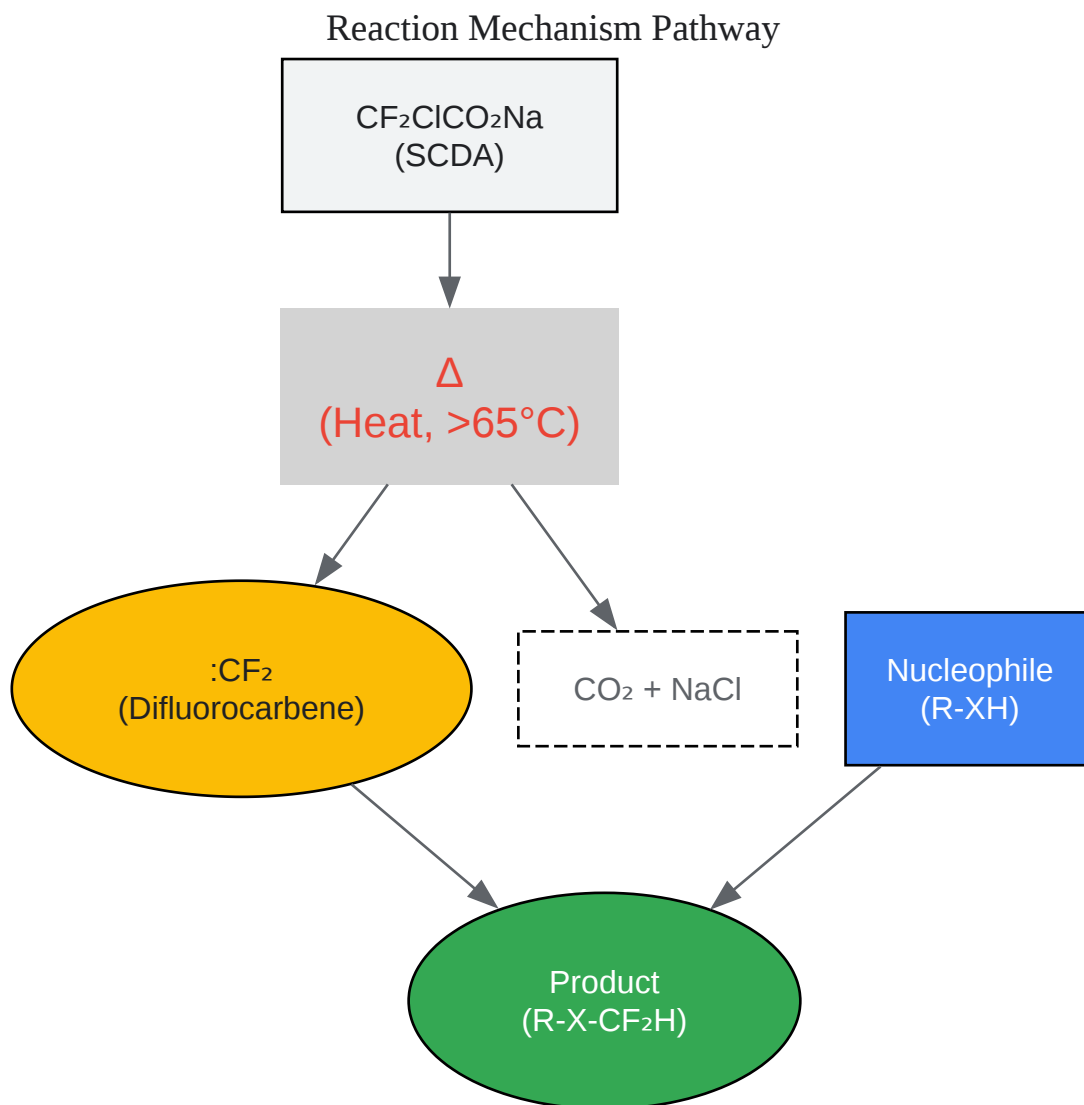 Reaction Mechanism Pathway
CF₂ClCO₂Na
(SCDA)
Δ
(Heat, >65°C)
:CF₂
(Difluorocarbene)
CO₂ + NaCl
Nucleophile
(R-XH)
Product
(R-X-CF₂H)